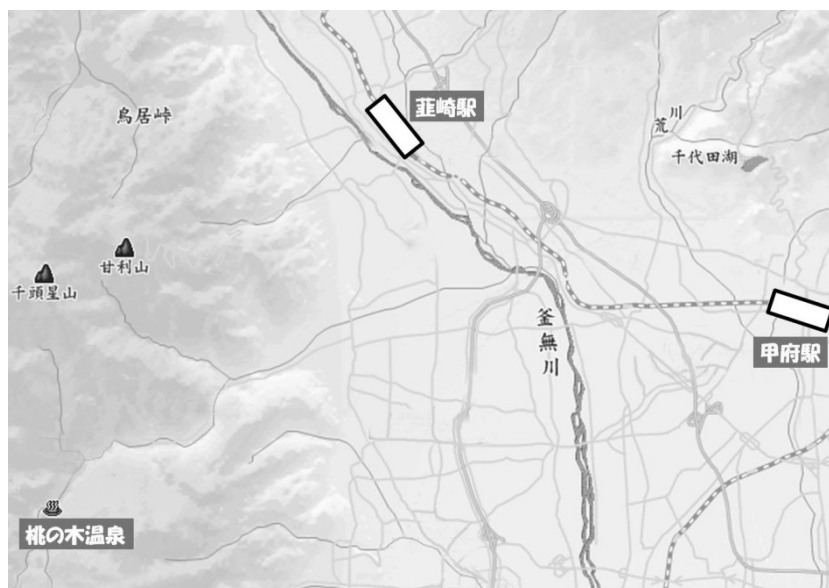 韮崎駅
鳥居峠
荒川
千代田湖
甘利山
千頭星山
釜無川
甲府駅
桃の木温泉